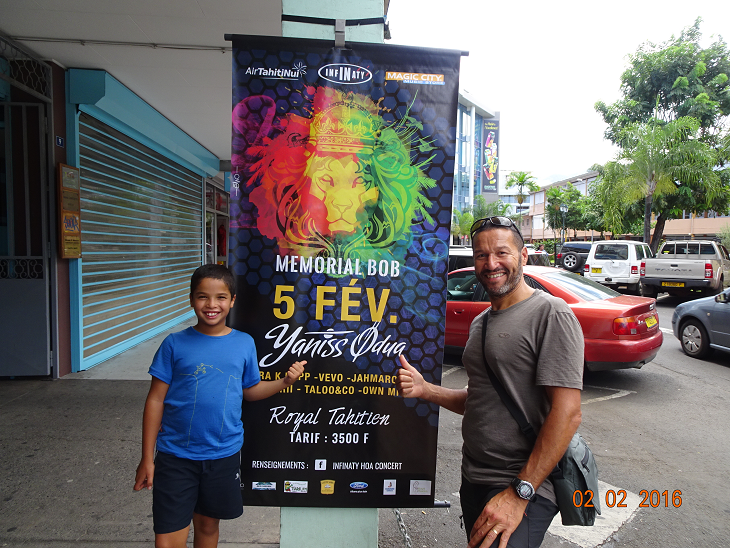 AirTahitiNui
INFINATY
MAGIC CITY
MEMORIAL BOB
5 FÉV.
Yaniss Odua
-VEVO -JAHMARO
- TALOO&CO -OWN
Royal Tahitien
TARIF : 3500 F
RENSEIGNEMENTS : f INFINATY HOA CONCERT
02 02 2016